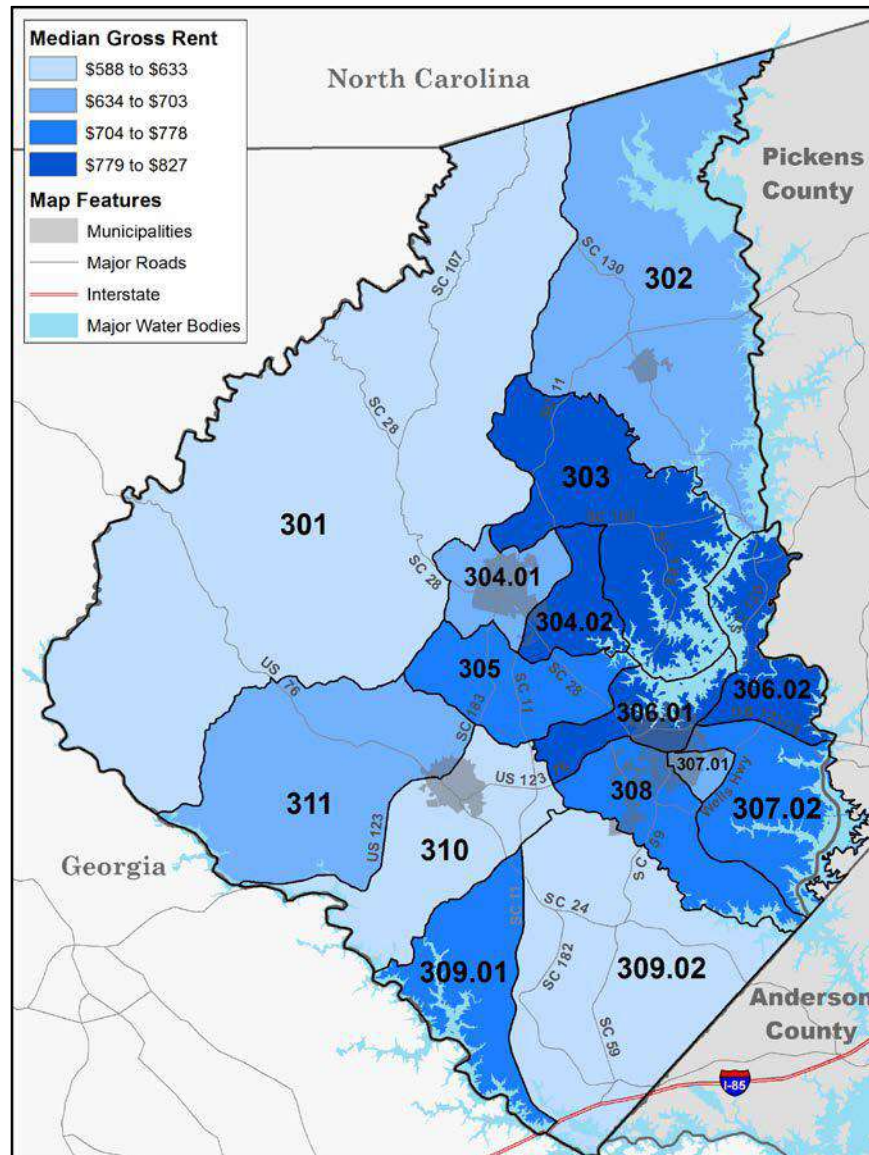 Median Gross Rent
$588 to $633
$634 to $703
$704 to $778
$779 to $827
Map Features
Municipalities
Major Roads
Interstate
Major Water Bodies
North Carolina
Pickens
County
SC 107
SC 130
302
SC 28
11
303
301
SC 28
304.01
304.02
305
SC 28
SC 11
SC 183
US 76
306.01
306.02
307.01
US 123
308
Wells Hwy
307.02
311
US 123
310
SC 59
Georgia
SC 11
SC 24
SC 182
309.01
309.02
SC 59
Anderson
County
I-85